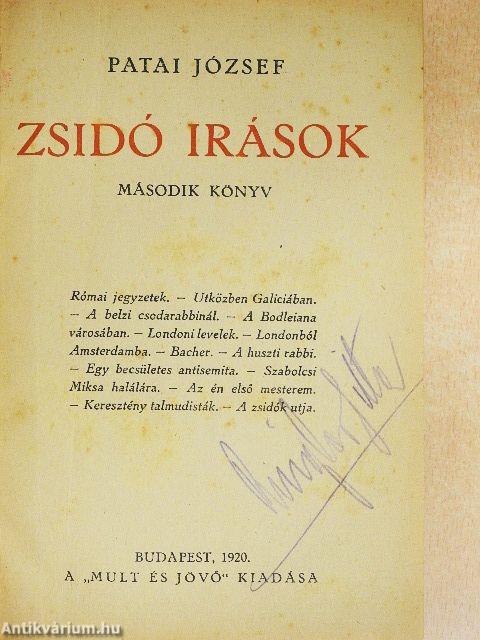 PATAI JÓZSEF
ZSIDÓ IRÁSOK
MÁSODIK KÖNYV
Római jegyzetek. — Utközben Galiciában.
— A belzi csodarabbinál. — A Bodleiana
városában. — Londoni levelek. — Londonból
Amsterdamba. — Bacher. — A huszti rabbi.
— Egy becsületes antisemita. — Szabolcsi
Miksa halálára. — Az én első mesterem.
— Keresztény talmudisták. — A zsidók utja.
BUDAPEST, 1920.
A „MULT ÉS JÖVŐ" KIADÁSA
Antikvárium.hu